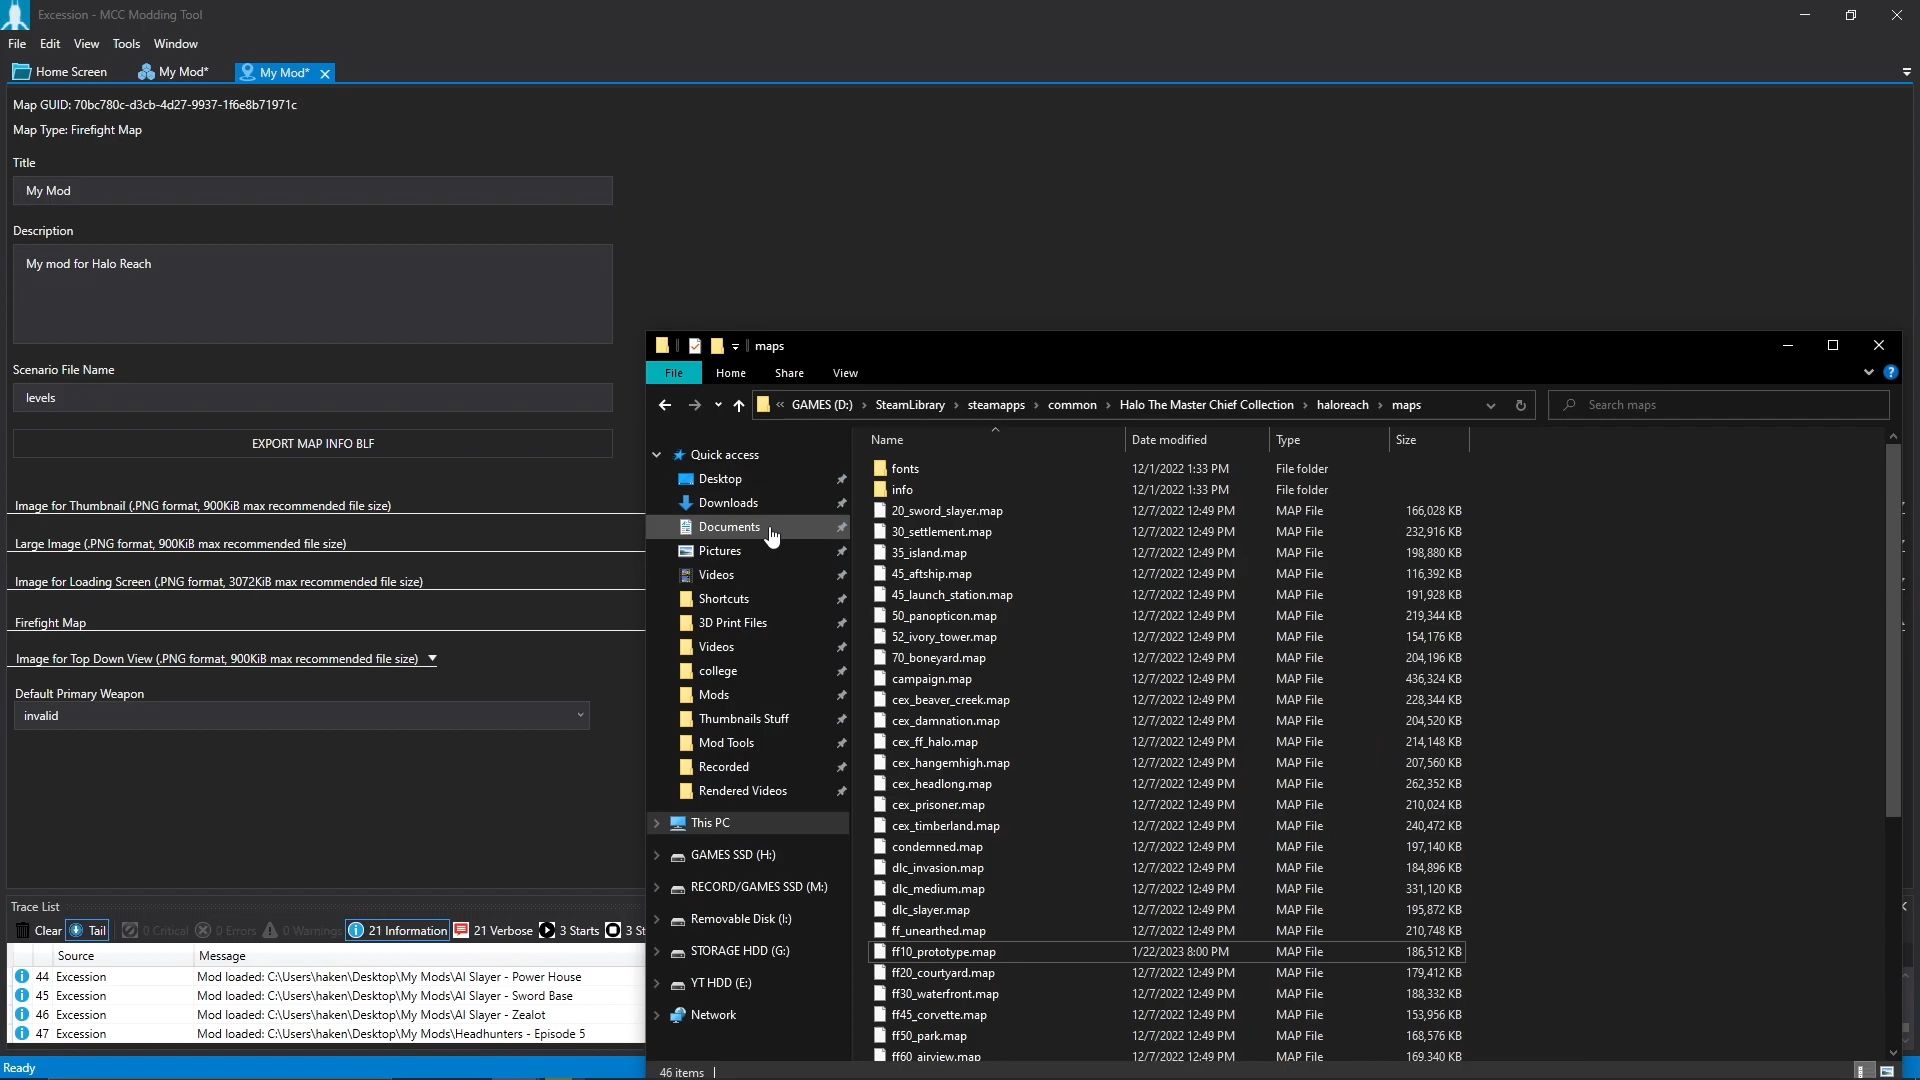 Excession - MCC Modding Tool
File Edit View Tools Window
Home Screen My Mod* My Mod*
Map GUID: 70bc780c-d3cb-4d27-9937-1f6e8b71971c
Map Type: Firefight Map
Title
My Mod
Description
My mod for Halo Reach
Scenario File Name
levels
EXPORT MAP INFO BLF
Image for Thumbnail (.PNG format, 900KiB max recommended file size)
Large Image (.PNG format, 900KiB max recommended file size)
Image for Loading Screen (.PNG format, 3072KiB max recommended file size)
Firefight Map
Image for Top Down View (.PNG format, 900KiB max recommended file size)
Default Primary Weapon
invalid
Trace List
Clear Tail 0 Critical 0 Errors 0 Warnings 21 Information 21 Verbose 3 Starts 3 St
Source Message
44 Excession Mod loaded: C:\Users\haken\Desktop\My Mods\AI Slayer - Power House
45 Excession Mod loaded: C:\Users\haken\Desktop\My Mods\AI Slayer - Sword Base
46 Excession Mod loaded: C:\Users\haken\Desktop\My Mods\AI Slayer - Zealot
47 Excession Mod loaded: C:\Users\haken\Desktop\My Mods\Headhunters - Episode 5
Ready
maps
File Home Share View
« GAMES (D:) › SteamLibrary › steamapps › common › Halo The Master Chief Collection › haloreach › maps
Search maps
Quick access
Desktop
Downloads
Documents
Pictures
Videos
Shortcuts
3D Print Files
Videos
college
Mods
Thumbnails Stuff
Mod Tools
Recorded
Rendered Videos
This PC
GAMES SSD (H:)
RECORD/GAMES SSD (M:)
Removable Disk (I:)
STORAGE HDD (G:)
YT HDD (E:)
Network
Name Date modified Type Size
fonts 12/1/2022 1:33 PM File folder
info 12/1/2022 1:33 PM File folder
20_sword_slayer.map 12/7/2022 12:49 PM MAP File 166,028 KB
30_settlement.map 12/7/2022 12:49 PM MAP File 232,916 KB
35_island.map 12/7/2022 12:49 PM MAP File 198,880 KB
45_aftship.map 12/7/2022 12:49 PM MAP File 116,392 KB
45_launch_station.map 12/7/2022 12:49 PM MAP File 191,928 KB
50_panopticon.map 12/7/2022 12:49 PM MAP File 219,344 KB
52_ivory_tower.map 12/7/2022 12:49 PM MAP File 154,176 KB
70_boneyard.map 12/7/2022 12:49 PM MAP File 204,196 KB
campaign.map 12/7/2022 12:49 PM MAP File 436,324 KB
cex_beaver_creek.map 12/7/2022 12:49 PM MAP File 228,344 KB
cex_damnation.map 12/7/2022 12:49 PM MAP File 204,520 KB
cex_ff_halo.map 12/7/2022 12:49 PM MAP File 214,148 KB
cex_hangemhigh.map 12/7/2022 12:49 PM MAP File 207,560 KB
cex_headlong.map 12/7/2022 12:49 PM MAP File 262,352 KB
cex_prisoner.map 12/7/2022 12:49 PM MAP File 210,024 KB
cex_timberland.map 12/7/2022 12:49 PM MAP File 240,472 KB
condemned.map 12/7/2022 12:49 PM MAP File 197,140 KB
dlc_invasion.map 12/7/2022 12:49 PM MAP File 184,896 KB
dlc_medium.map 12/7/2022 12:49 PM MAP File 331,120 KB
dlc_slayer.map 12/7/2022 12:49 PM MAP File 195,872 KB
ff_unearthed.map 12/7/2022 12:49 PM MAP File 210,748 KB
ff10_prototype.map 1/22/2023 8:00 PM MAP File 186,512 KB
ff20_courtyard.map 12/7/2022 12:49 PM MAP File 179,412 KB
ff30_waterfront.map 12/7/2022 12:49 PM MAP File 188,332 KB
ff45_corvette.map 12/7/2022 12:49 PM MAP File 153,956 KB
ff50_park.map 12/7/2022 12:49 PM MAP File 168,576 KB
ff60_airview.map 12/7/2022 12:49 PM MAP File 169,340 KB
46 items